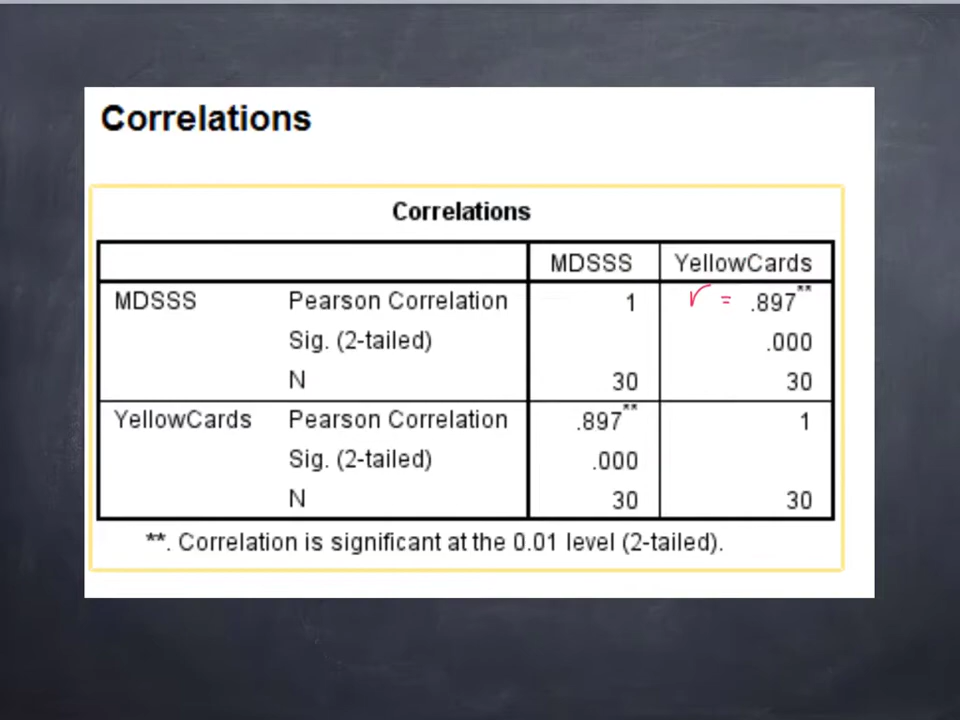 Correlations
Correlations
MDSSS YellowCards
MDSSS Pearson Correlation 1 r = .897**
Sig. (2-tailed) .000
N 30 30
YellowCards Pearson Correlation .897** 1
Sig. (2-tailed) .000
N 30 30
**. Correlation is significant at the 0.01 level (2-tailed).